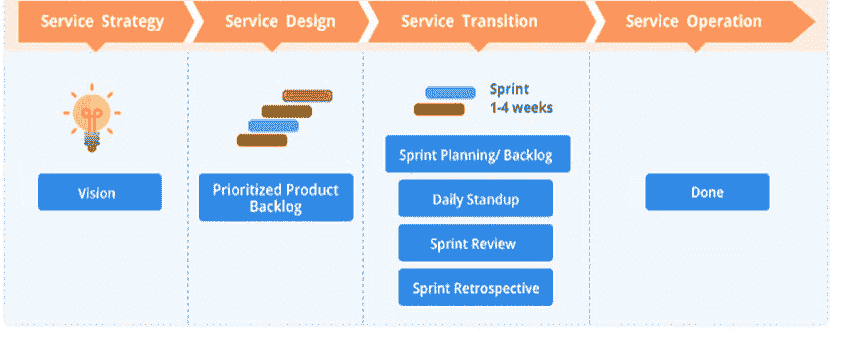 Service Strategy
Service Design
Service Transition
Service Operation
Sprint
1-4 weeks
Sprint Planning/ Backlog
Vision
Prioritized Product
Backlog
Daily Standup
Done
Sprint Review
Sprint Retrospective